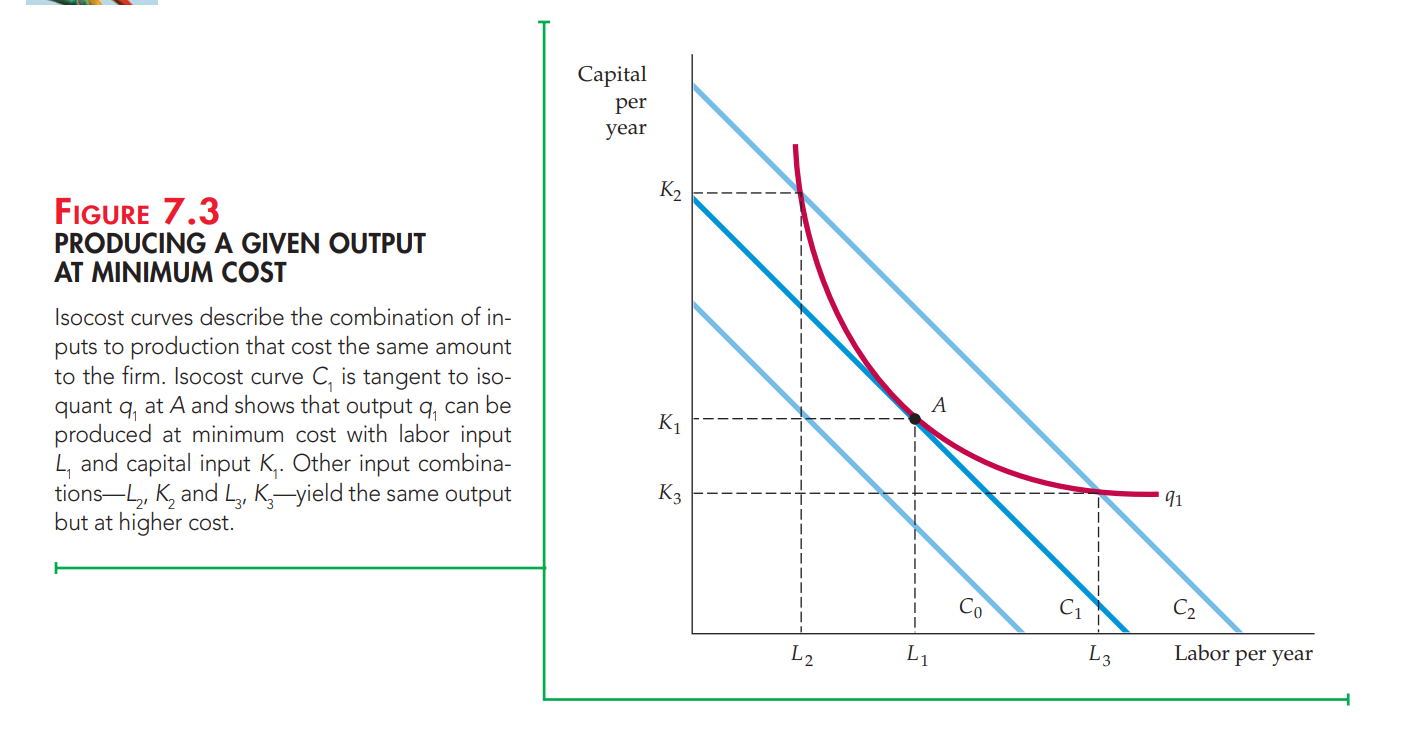 FIGURE 7.3
PRODUCING A GIVEN OUTPUT
AT MINIMUM COST
Isocost curves describe the combination of in-
puts to production that cost the same amount
to the firm. Isocost curve C₁ is tangent to iso-
quant q₁ at A and shows that output q₁ can be
produced at minimum cost with labor input
L₁ and capital input K₁. Other input combina-
tions—L₂, K₂ and L₃, K₃—yield the same output
but at higher cost.
Capital
per
year
K₂
A
K₁
K₃
q₁
C₀
C₁
C₂
L₂
L₁
L₃
Labor per year